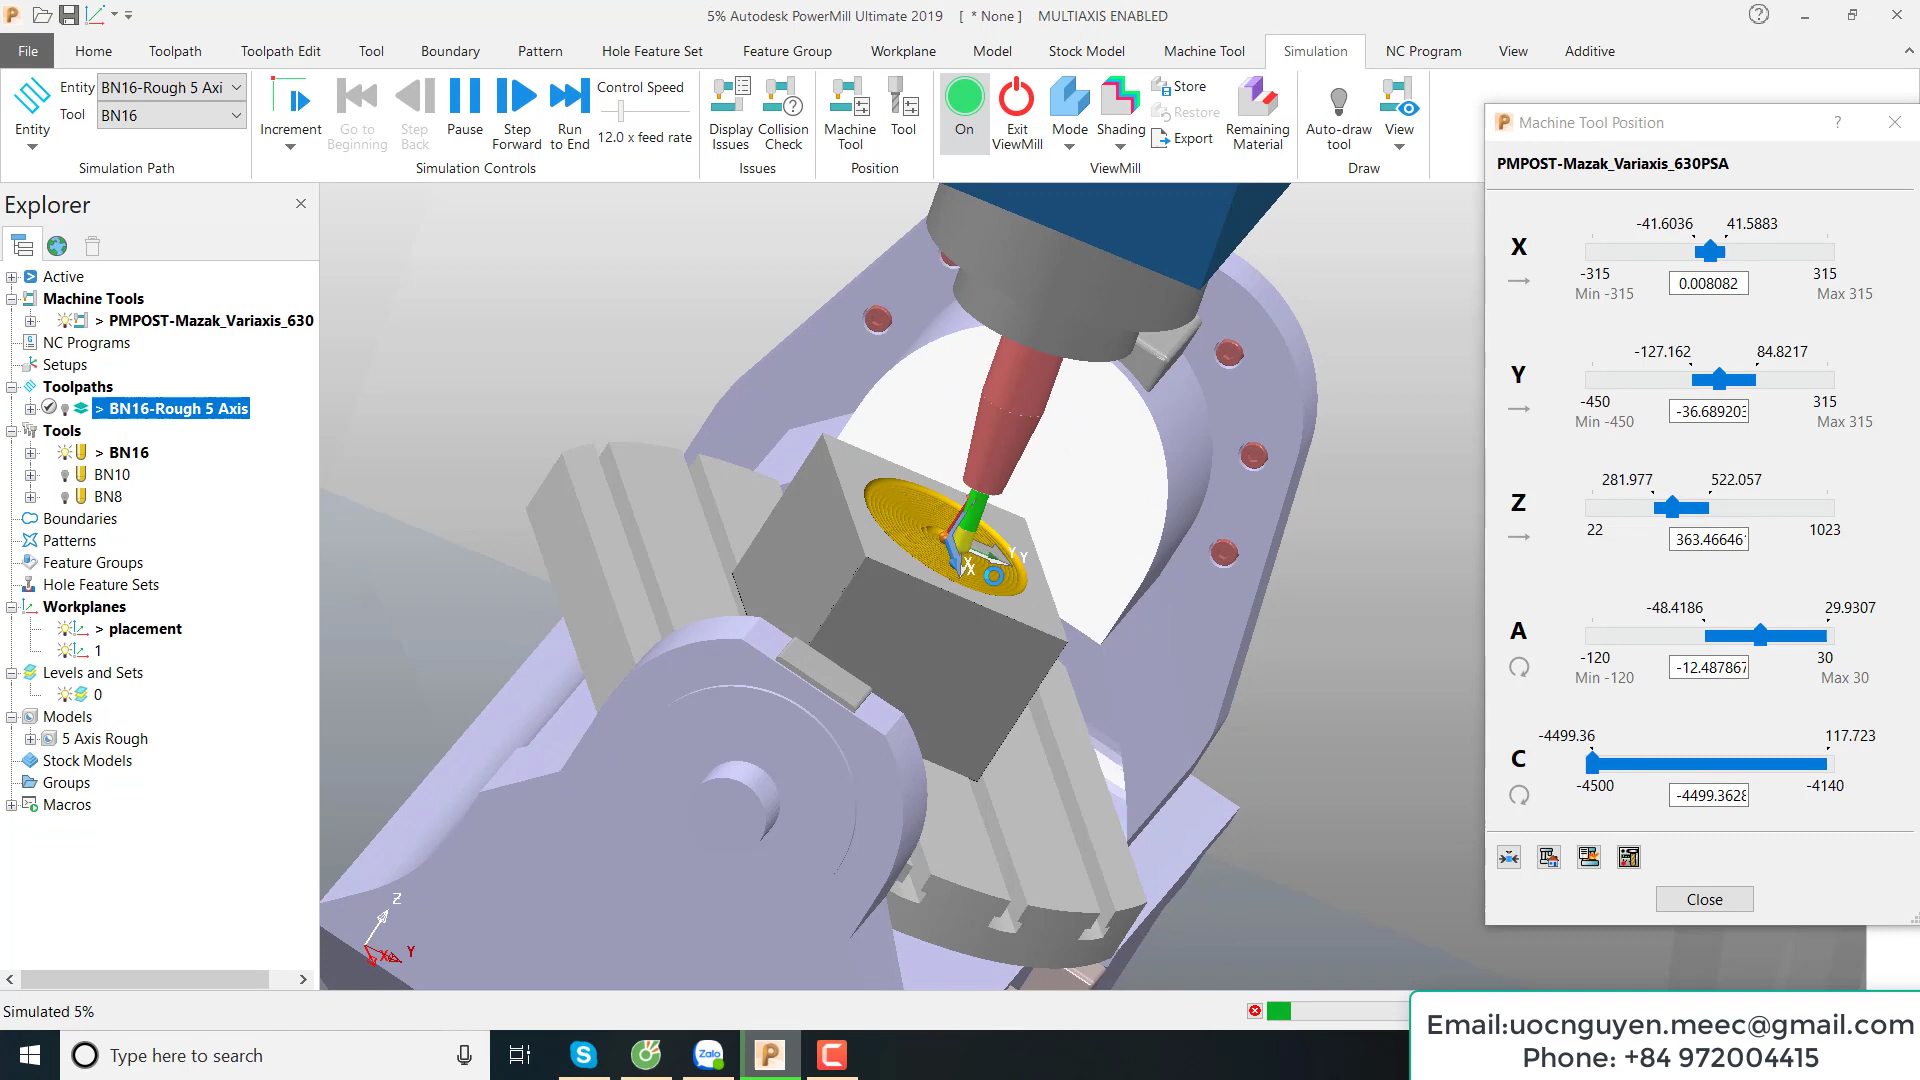 5% Autodesk PowerMill Ultimate 2019 [ * None ] MULTIAXIS ENABLED
File Home Toolpath Toolpath Edit Tool Boundary Pattern Hole Feature Set Feature Group Workplane Model Stock Model Machine Tool Simulation NC Program View Additive
Entity
Entity BN16-Rough 5 Axi
Tool BN16
Simulation Path
Increment
Go to Beginning
Step Back
Pause
Step Forward
Run to End
Control Speed
12.0 x feed rate
Simulation Controls
Display Issues
Collision Check
Issues
Machine Tool
Tool
Position
On
Exit ViewMill
Mode
Shading
Store
Restore
Export
Remaining Material
ViewMill
Auto-draw tool
View
Draw
Explorer
Active
Machine Tools
> PMPOST-Mazak_Variaxis_630
NC Programs
Setups
Toolpaths
> BN16-Rough 5 Axis
Tools
> BN16
BN10
BN8
Boundaries
Patterns
Feature Groups
Hole Feature Sets
Workplanes
> placement
1
Levels and Sets
0
Models
5 Axis Rough
Stock Models
Groups
Macros
Y
Y
X
X
Z
X
Y
Machine Tool Position
PMPOST-Mazak_Variaxis_630PSA
-41.6036 41.5883
X
-315 315
Min -315 0.008082 Max 315
-127.162 84.8217
Y
-450 315
Min -450 -36.689203 Max 315
281.977 522.057
Z
22 1023
363.46646
-48.4186 29.9307
A
-120 30
Min -120 -12.487867 Max 30
-4499.36 117.723
C
-4500 -4140
-4499.3628
Close
Simulated 5%
Type here to search
Zalo
Email:uocnguyen.meec@gmail.com
Phone: +84 972004415